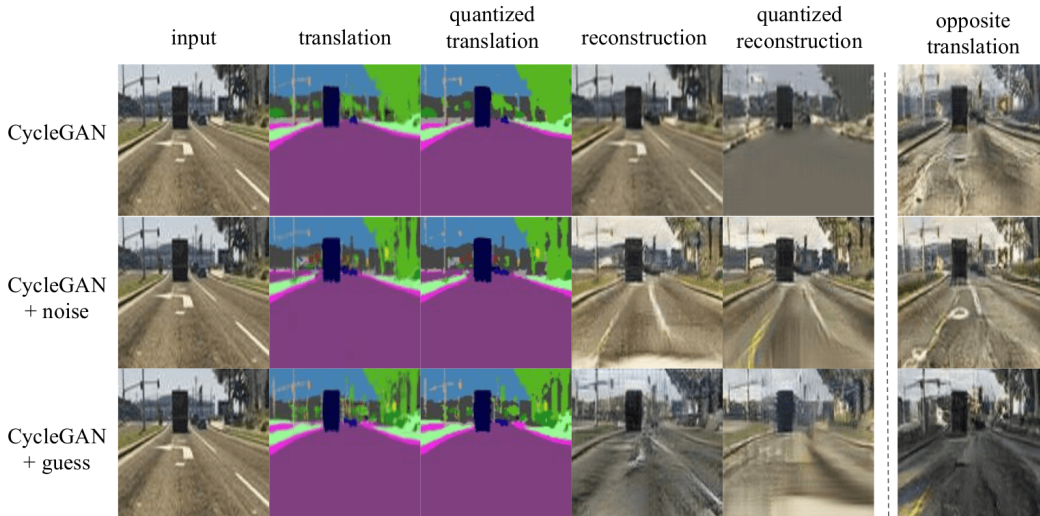 input
translation
quantized
translation
reconstruction
quantized
reconstruction
opposite
translation
CycleGAN
CycleGAN
+ noise
CycleGAN
+ guess